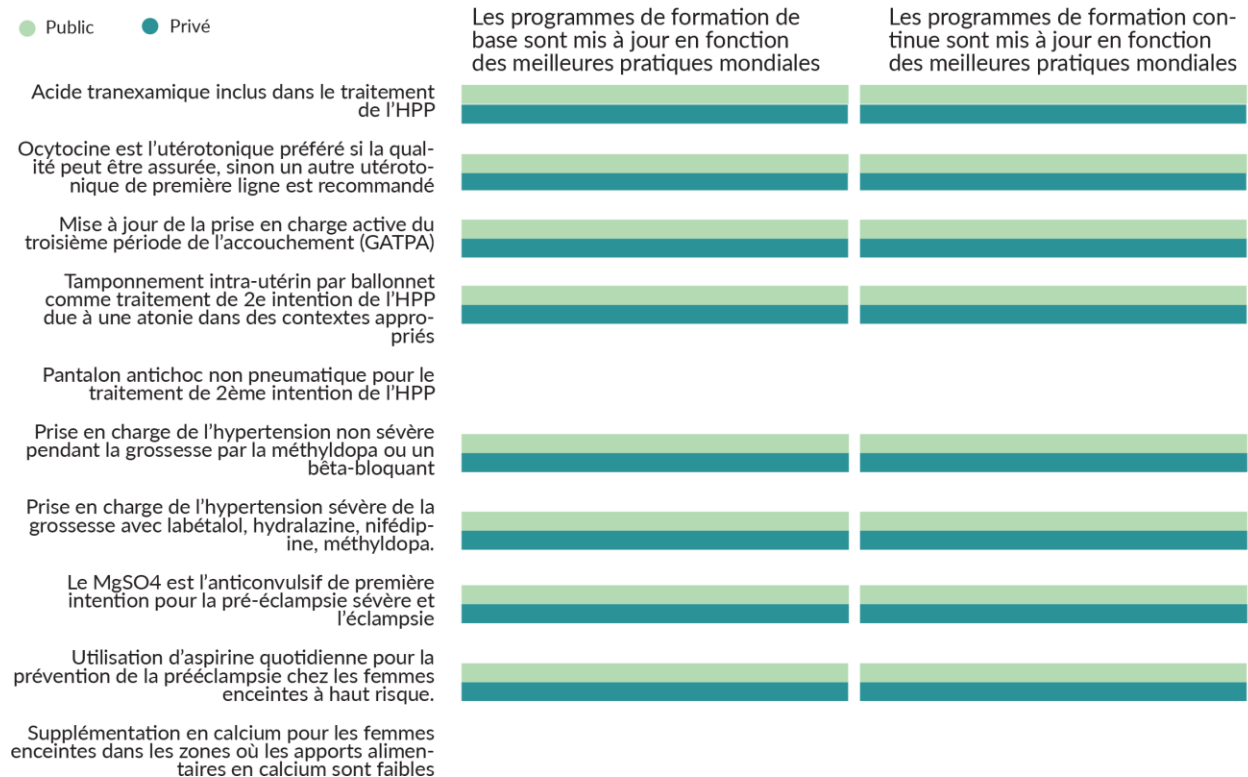 Public
Privé
Les programmes de formation de
base sont mis à jour en fonction
des meilleures pratiques mondiales
Les programmes de formation con-
tinue sont mis à jour en fonction
des meilleures pratiques mondiales
Acide tranexamique inclus dans le traitement
de l’HPP
Ocytocine est l’utérotonique préféré si la qual-
ité peut être assurée, sinon un autre utéroto-
nique de première ligne est recommandé
Mise à jour de la prise en charge active du
troisième période de l’accouchement (GATPA)
Tamponnement intra-utérin par ballonnet
comme traitement de 2e intention de l’HPP
due à une atonie dans des contextes appro-
priés
Pantalon antichoc non pneumatique pour le
traitement de 2ème intention de l’HPP
Prise en charge de l’hypertension non sévère
pendant la grossesse par la méthyldopa ou un
bêta-bloquant
Prise en charge de l’hypertension sévère de la
grossesse avec labétalol, hydralazine, nifédip-
ine, méthyldopa.
Le MgSO4 est l’anticonvulsif de première
intention pour la pré-éclampsie sévère et
l’éclampsie
Utilisation d’aspirine quotidienne pour la
prévention de la prééclampsie chez les femmes
enceintes à haut risque.
Supplémentation en calcium pour les femmes
enceintes dans les zones où les apports alimen-
taires en calcium sont faibles